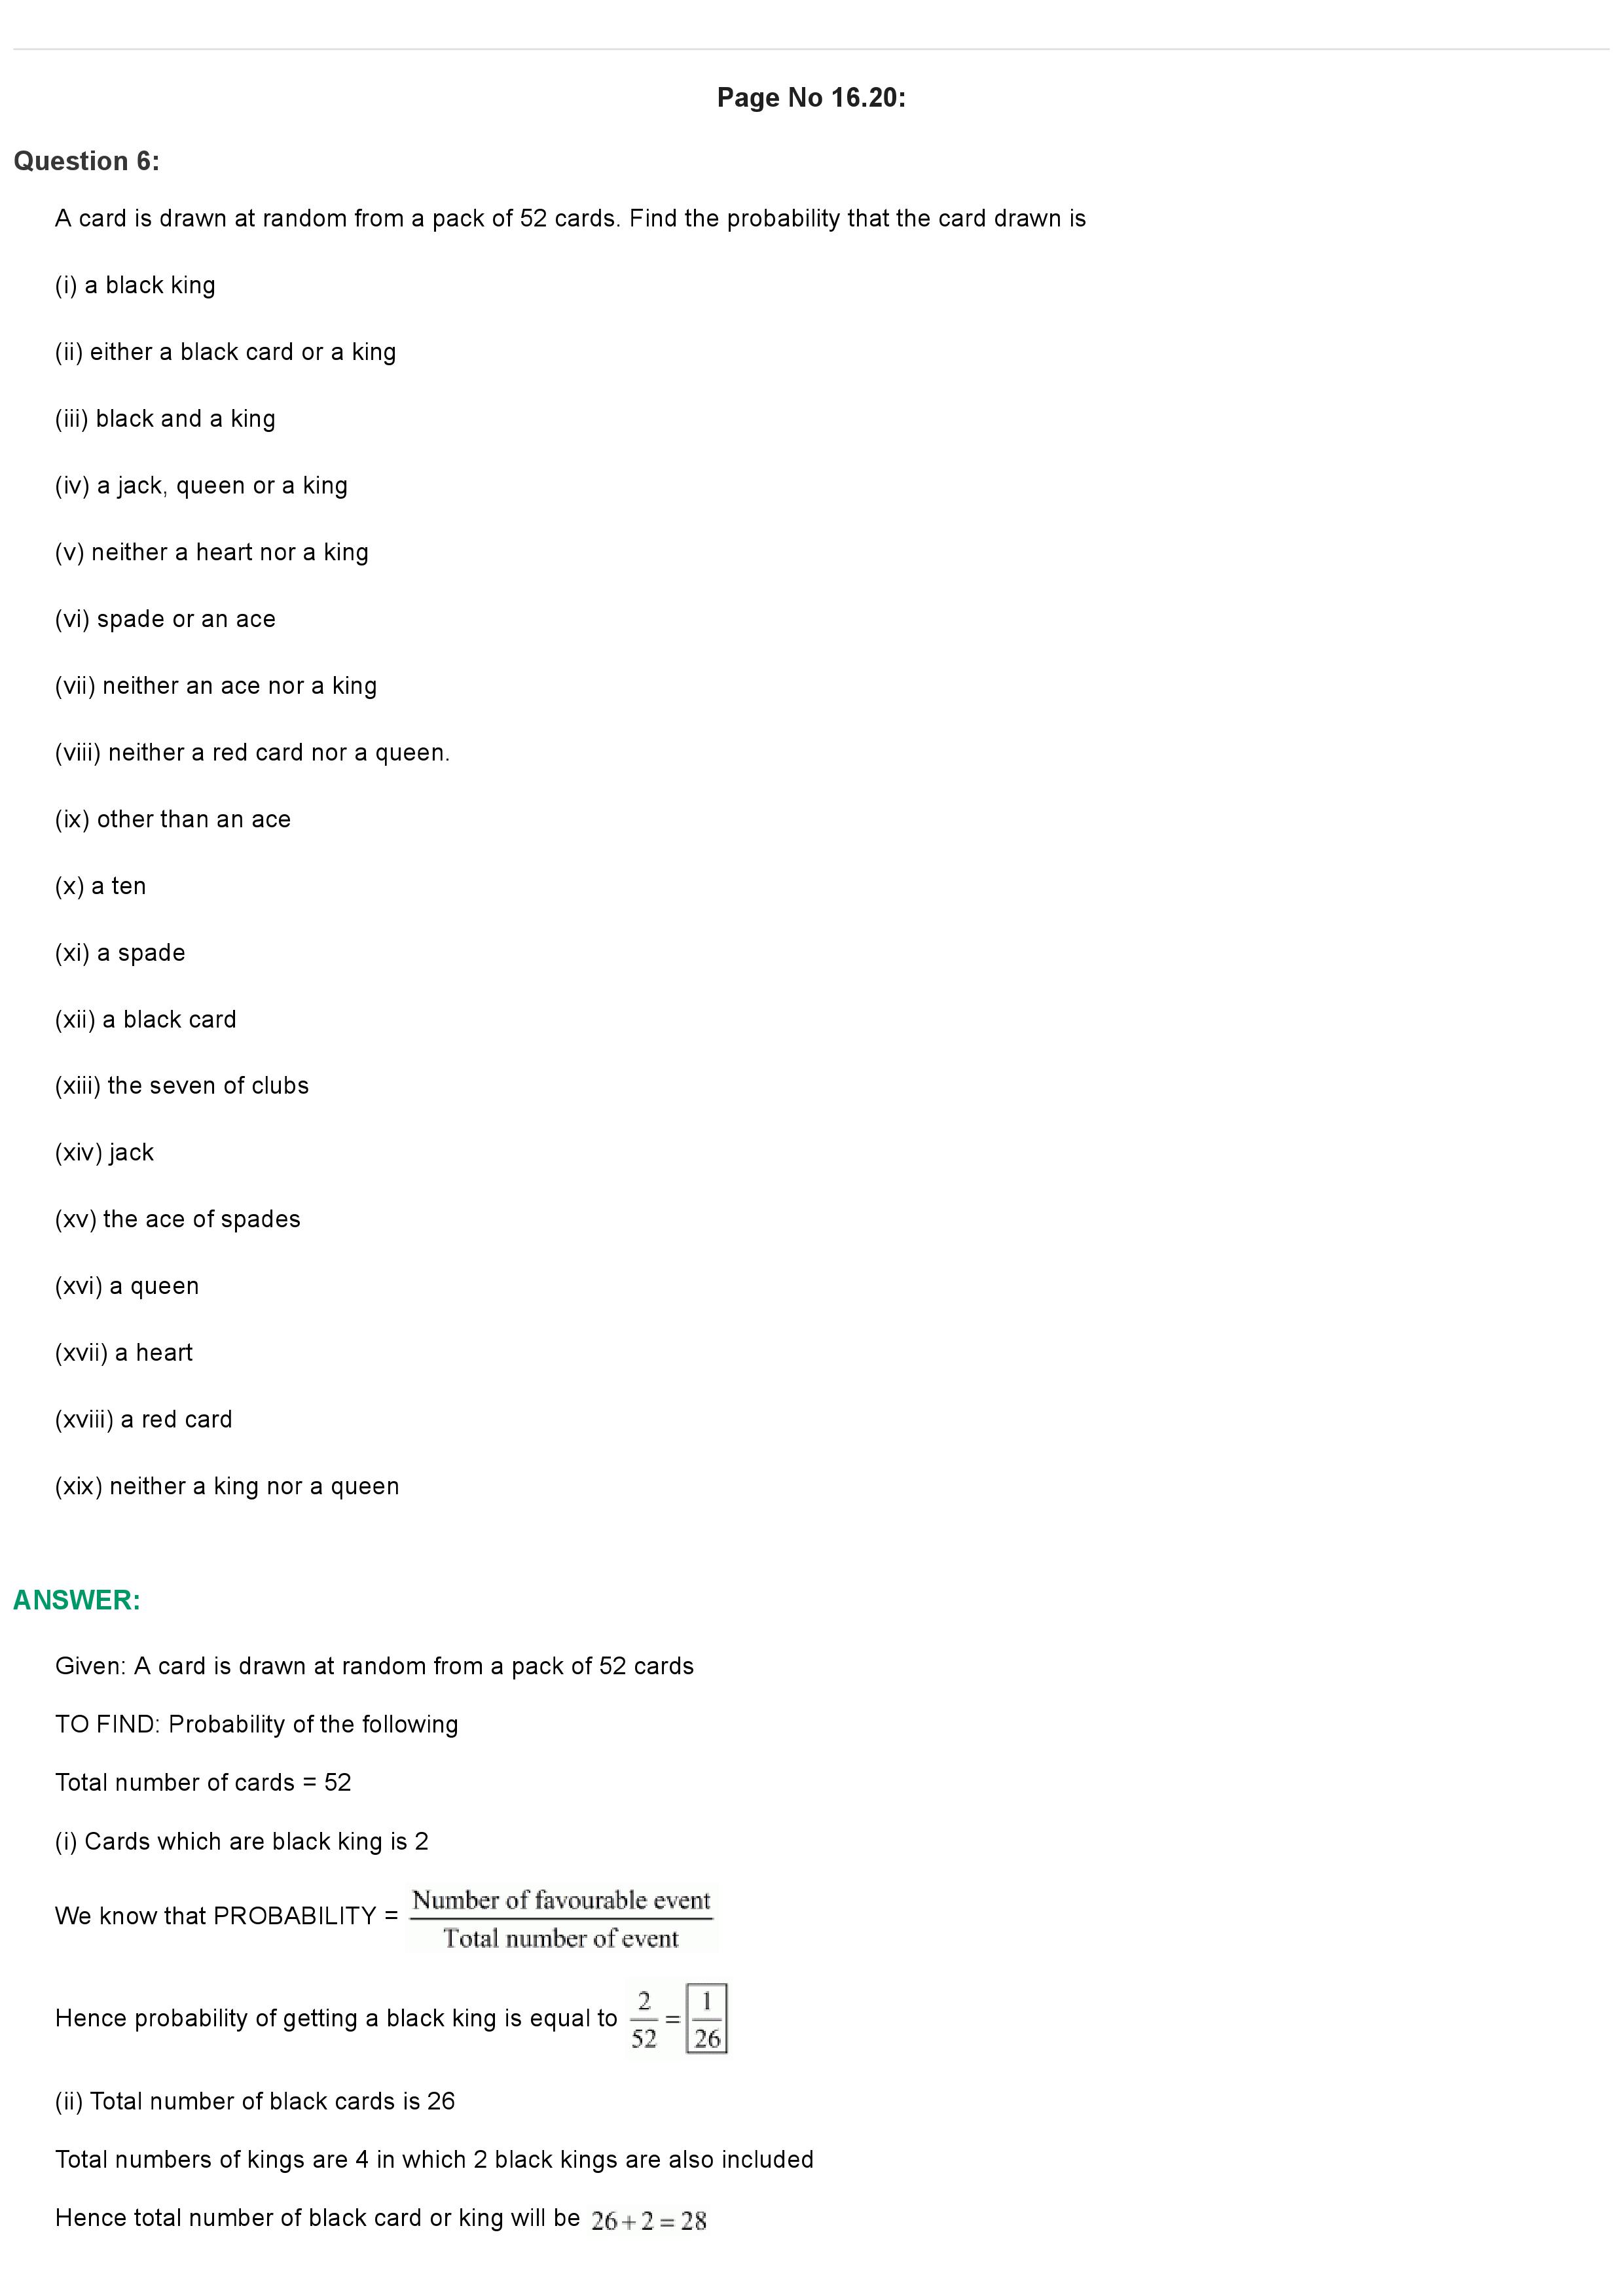 Page No 16.20:
Question 6:
A card is drawn at random from a pack of 52 cards. Find the probability that the card drawn is
(i) a black king
(ii) either a black card or a king
(iii) black and a king
(iv) a jack, queen or a king
(v) neither a heart nor a king
(vi) spade or an ace
(vii) neither an ace nor a king
(viii) neither a red card nor a queen.
(ix) other than an ace
(x) a ten
(xi) a spade
(xii) a black card
(xiii) the seven of clubs
(xiv) jack
(xv) the ace of spades
(xvi) a queen
(xvii) a heart
(xviii) a red card
(xix) neither a king nor a queen
ANSWER:
Given: A card is drawn at random from a pack of 52 cards
TO FIND: Probability of the following
Total number of cards = 52
(i) Cards which are black king is 2
We know that PROBABILITY = Number of favourable event / Total number of event
Hence probability of getting a black king is equal to 2/52 = 1/26
(ii) Total number of black cards is 26
Total numbers of kings are 4 in which 2 black kings are also included
Hence total number of black card or king will be 26+2=28